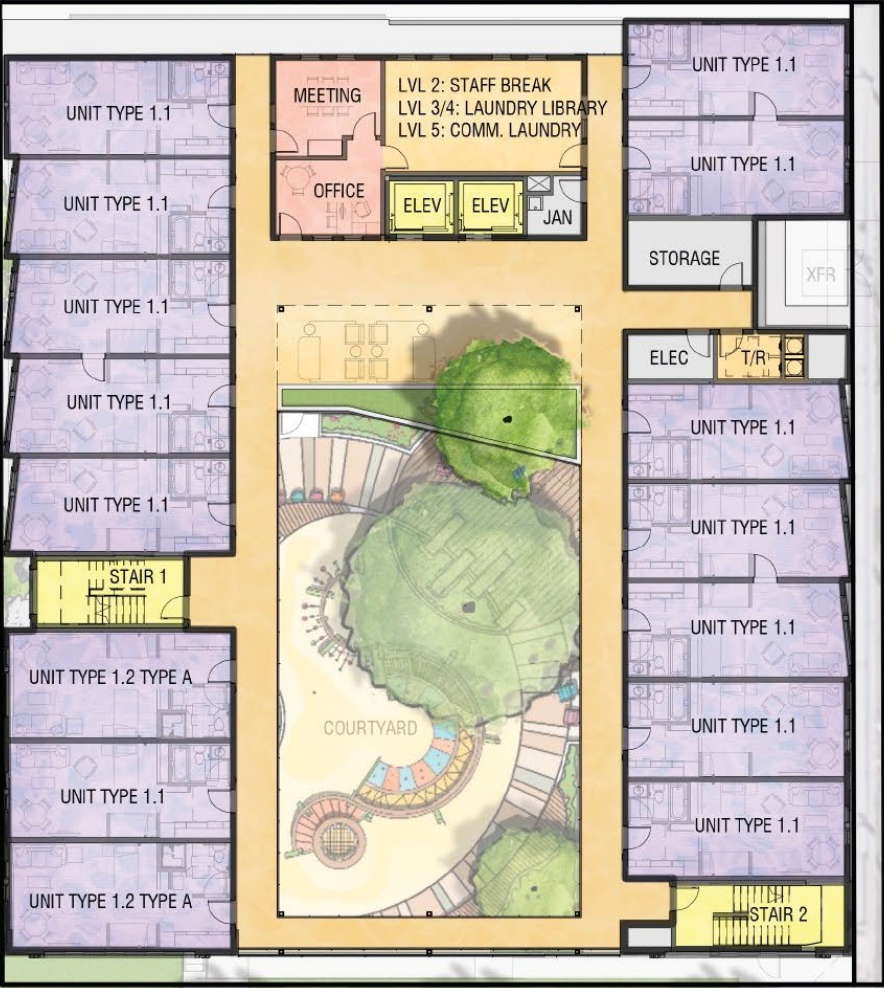 UNIT TYPE 1.1
UNIT TYPE 1.1
UNIT TYPE 1.1
UNIT TYPE 1.1
UNIT TYPE 1.1
STAIR 1
UNIT TYPE 1.2 TYPE A
UNIT TYPE 1.1
UNIT TYPE 1.2 TYPE A
MEETING
OFFICE
LVL 2: STAFF BREAK
LVL 3/4: LAUNDRY LIBRARY
LVL 5: COMM. LAUNDRY
ELEV
ELEV
JAN
COURTYARD
UNIT TYPE 1.1
UNIT TYPE 1.1
STORAGE
XFR
ELEC
T/R
UNIT TYPE 1.1
UNIT TYPE 1.1
UNIT TYPE 1.1
UNIT TYPE 1.1
UNIT TYPE 1.1
STAIR 2